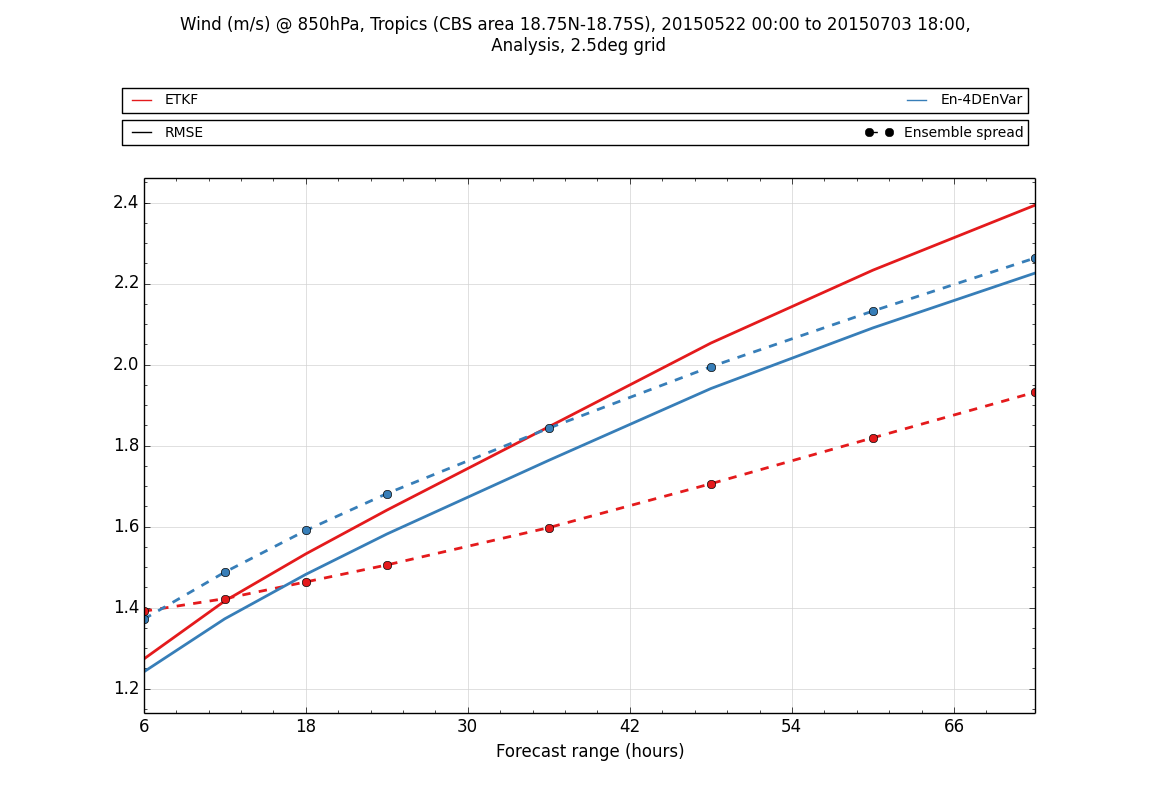 Wind (m/s) @ 850hPa, Tropics (CBS area 18.75N-18.75S), 20150522 00:00 to 20150703 18:00,
Analysis, 2.5deg grid
ETKF En-4DEnVar
RMSE Ensemble spread
2.4
2.2
2.0
1.8
1.6
1.4
1.2
6 18 30 42 54 66
Forecast range (hours)